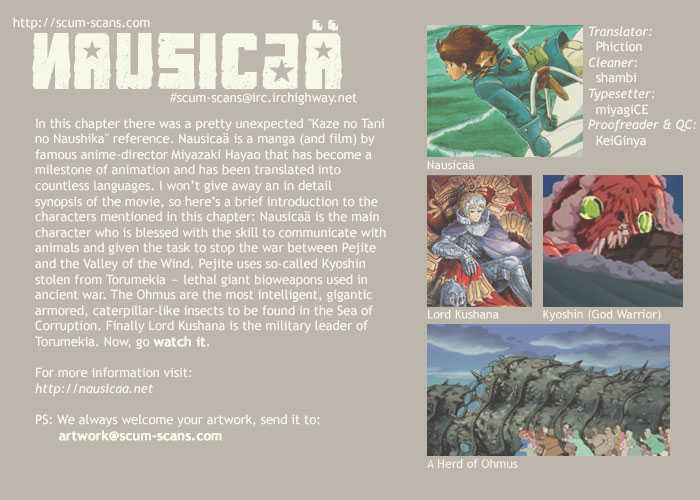 http://scum-scans.com
NAUSICAÄ
#scum-scans@irc.irchighway.net
In this chapter there was a pretty unexpected "Kaze no Tani
no Naushika" reference. Nausicaä is a manga (and film) by
famous anime-director Miyazaki Hayao that has become a
milestone of animation and has been translated into
countless languages. I won't give away an in detail
synopsis of the movie, so here's a brief introduction to the
characters mentioned in this chapter: Nausicaä is the main
character who is blessed with the skill to communicate with
animals and given the task to stop the war between Pejite
and the Valley of the Wind. Pejite uses so-called Kyoshin
stolen from Torumekia ~ lethal giant bioweapons used in
ancient war. The Ohmus are the most intelligent, gigantic
armored, caterpillar-like insects to be found in the Sea of
Corruption. Finally Lord Kushana is the military leader of
Torumekia. Now, go watch it.
For more information visit:
http://nausicaa.net
PS: We always welcome your artwork, send it to:
artwork@scum-scans.com
Translator:
Phiction
Cleaner:
shambi
Typesetter:
miyagiCE
Proofreader & QC:
KeiGinya
Nausicaä
Lord Kushana
Kyoshin (God Warrior)
A Herd of Ohmus